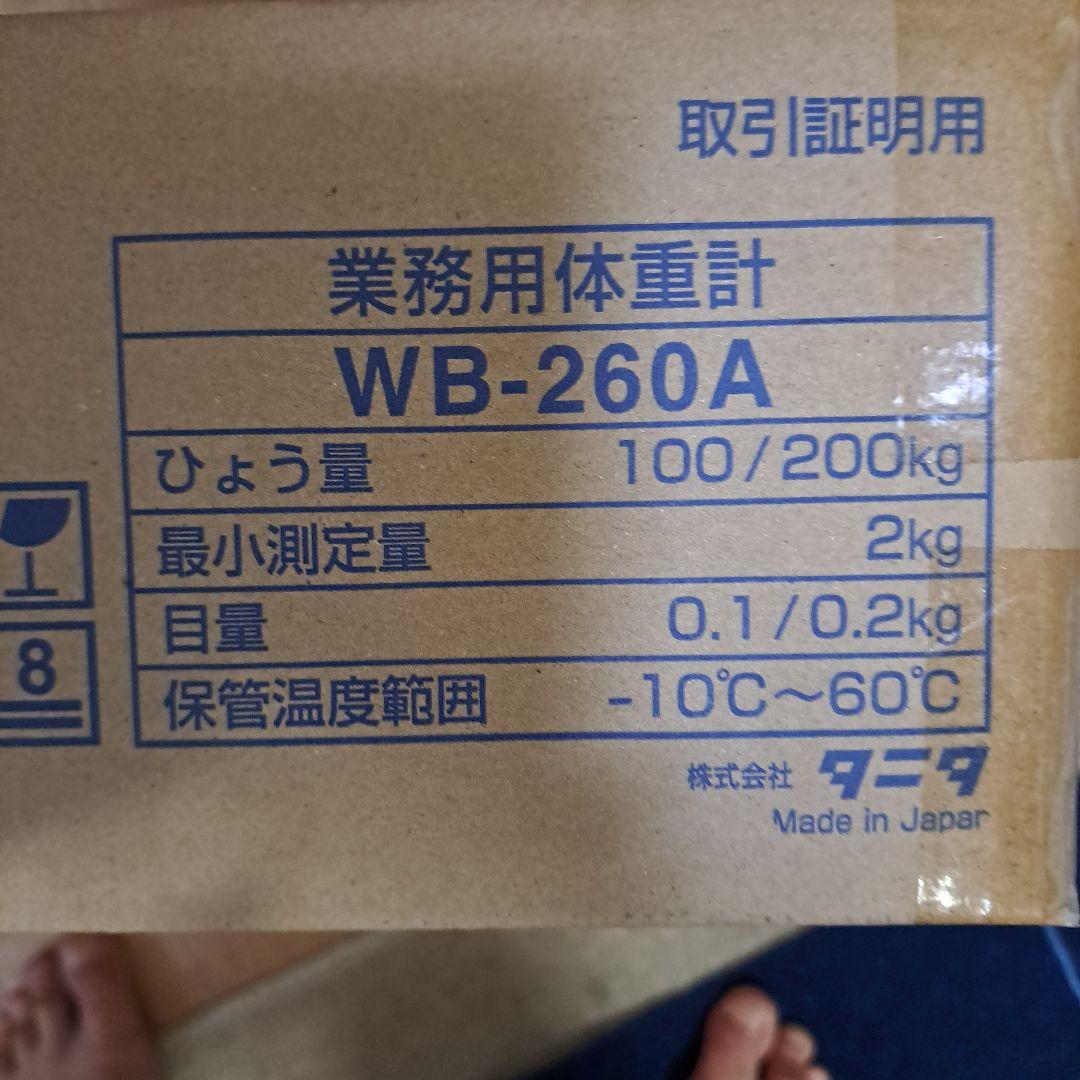 取引証明用
業務用体重計
WB-260A
ひょう量 100/200kg
最小測定量 2kg
目量 0.1/0.2kg
保管温度範囲 -10℃～60℃
8
株式会社 タニタ
Made in Japan